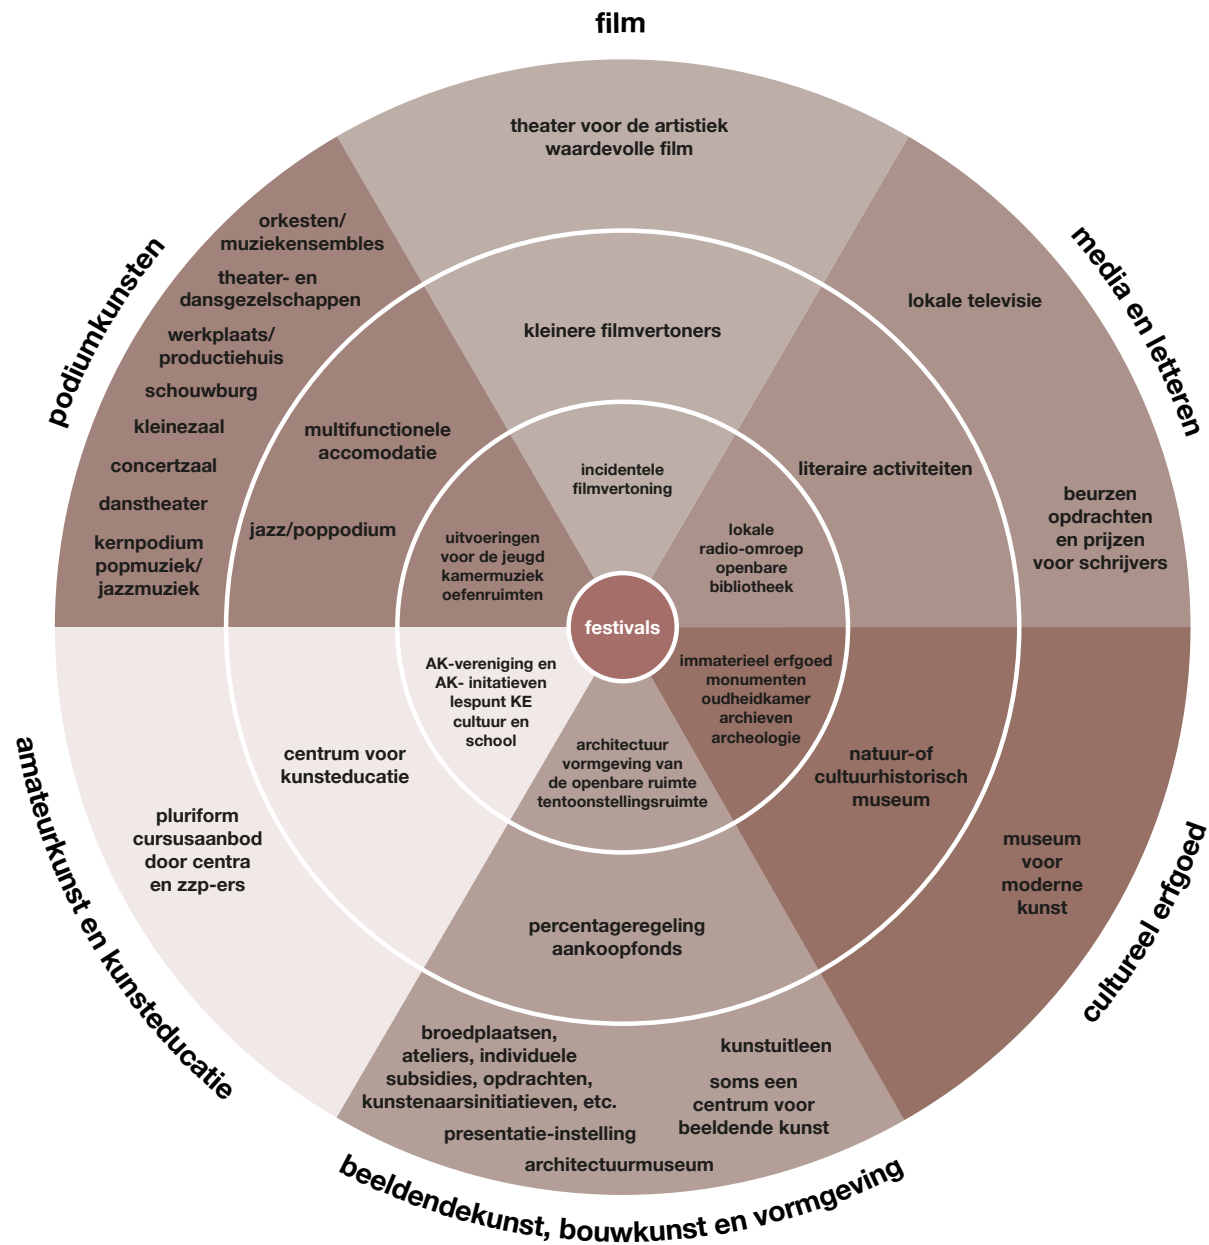 film
theater voor de artistiek
waardevolle film
kleinere filmvertoners
incidentele
filmvertoning
media en letteren
lokale televisie
beurzen
opdrachten
en prijzen
voor schrijvers
literaire activiteiten
lokale
radio-omroep
openbare
bibliotheek
cultureel erfgoed
museum
voor
moderne
kunst
natuur-of
cultuurhistorisch
museum
immaterieel erfgoed
monumenten
oudheidkamer
archieven
archeologie
beeldendekunst, bouwkunst en vormgeving
architectuur
vormgeving van
de openbare ruimte
tentoonstellingsruimte
percentageregeling
aankoopfonds
broedplaatsen,
ateliers, individuele
subsidies, opdrachten,
kunstenaarsinitiatieven, etc.
presentatie-instelling
architectuurmuseum
kunstuitleen
soms een
centrum voor
beeldende kunst
amateurkunst en kunsteducatie
pluriform
cursusaanbod
door centra
en zzp-ers
centrum voor
kunsteducatie
AK-vereniging en
AK- initatieven
lespunt KE
cultuur en
school
podiumkunsten
orkesten/
muziekensembles
theater- en
dansgezelschappen
werkplaats/
productiehuis
schouwburg
kleinezaal
concertzaal
danstheater
kernpodium
popmuziek/
jazzmuziek
multifunctionele
accomodatie
jazz/poppodium
uitvoeringen
voor de jeugd
kamermuziek
oefenruimten
festivals